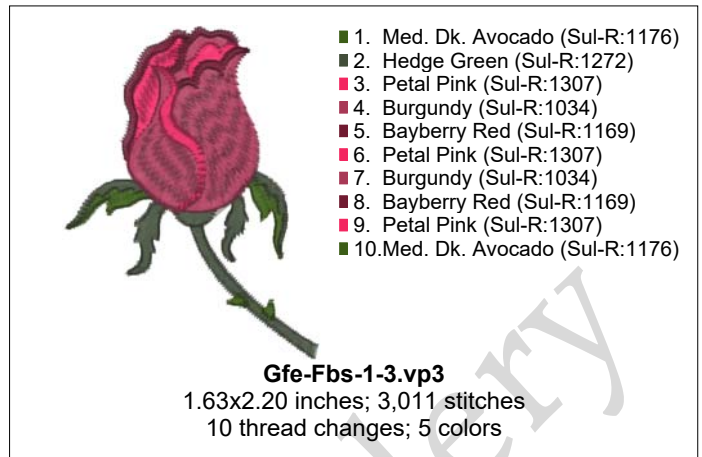 1. Med. Dk. Avocado (Sul-R:1176)
2. Hedge Green (Sul-R:1272)
3. Petal Pink (Sul-R:1307)
4. Burgundy (Sul-R:1034)
5. Bayberry Red (Sul-R:1169)
6. Petal Pink (Sul-R:1307)
7. Burgundy (Sul-R:1034)
8. Bayberry Red (Sul-R:1169)
9. Petal Pink (Sul-R:1307)
10.Med. Dk. Avocado (Sul-R:1176)
Gfe-Fbs-1-3.vp3
1.63x2.20 inches; 3,011 stitches
10 thread changes; 5 colors